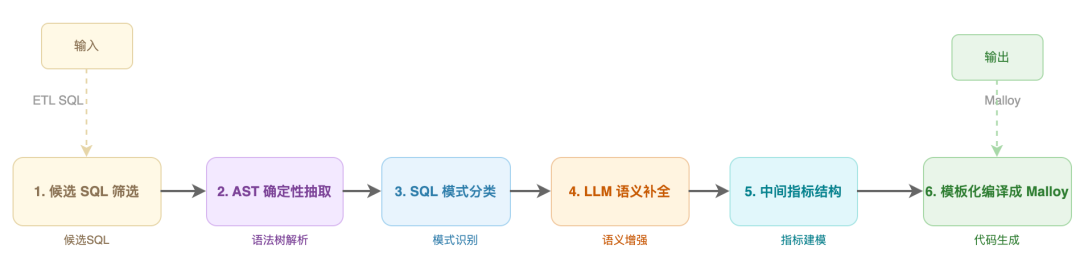 输入
输出
ETL SQL
Malloy
1. 候选 SQL 筛选
2. AST 确定性抽取
3. SQL 模式分类
4. LLM 语义补全
5. 中间指标结构
6. 模板化编译成 Malloy
候选SQL
语法树解析
模式识别
语义增强
指标建模
代码生成